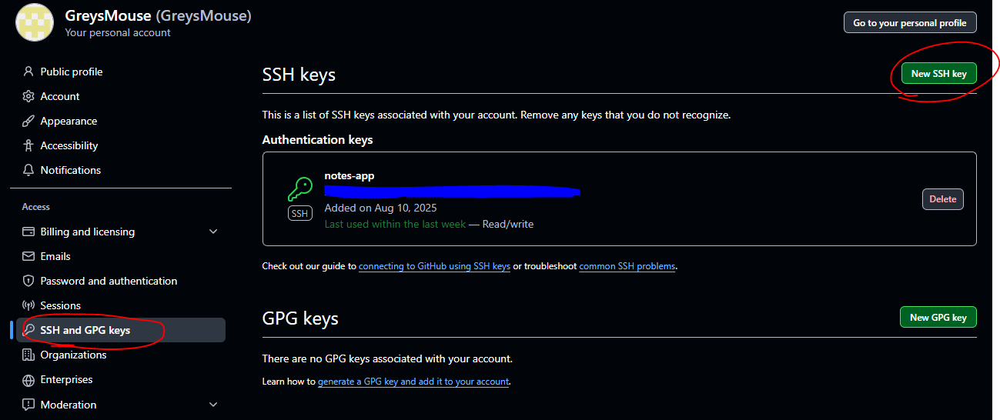 GreysMouse (GreysMouse)
Your personal account
Go to your personal profile
Public profile
Account
Appearance
Accessibility
Notifications
Access
Billing and licensing
Emails
Password and authentication
Sessions
SSH and GPG keys
Organizations
Enterprises
Moderation
SSH keys
New SSH key
This is a list of SSH keys associated with your account. Remove any keys that you do not recognize.
Authentication keys
notes-app
SSH
Added on Aug 10, 2025
Last used within the last week — Read/write
Delete
Check out our guide to connecting to GitHub using SSH keys or troubleshoot common SSH problems.
GPG keys
New GPG key
There are no GPG keys associated with your account.
Learn how to generate a GPG key and add it to your account.